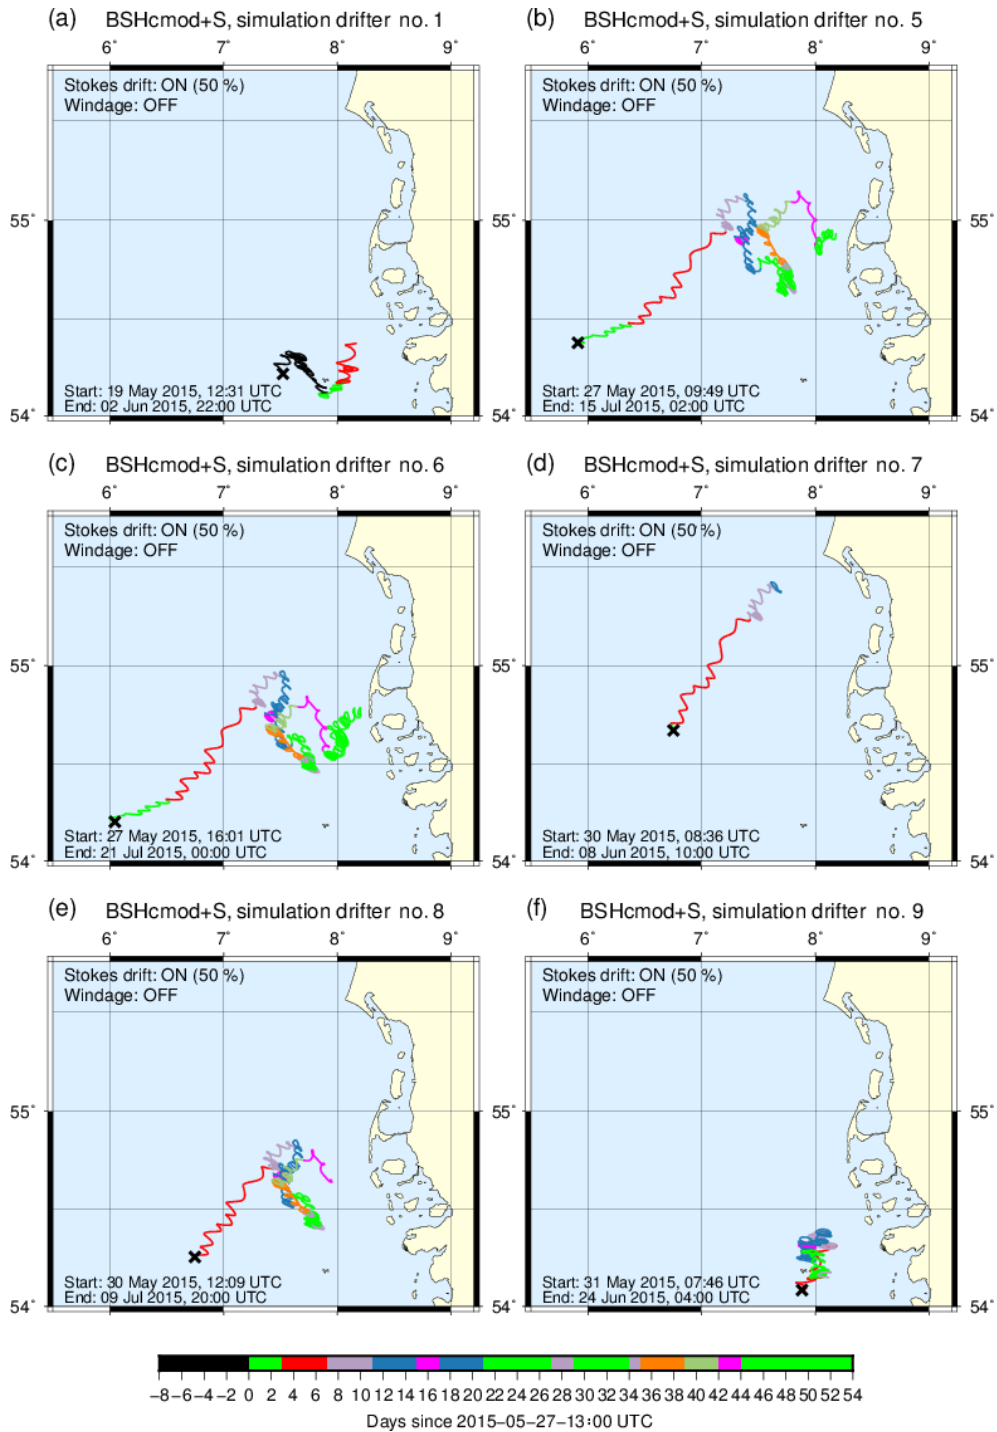 (a) BSHcmod+S, simulation drifter no. 1
6° 7° 8° 9°
Stokes drift: ON (50 %)
Windage: OFF
55°
54°
Start: 19 May 2015, 12:31 UTC
End: 02 Jun 2015, 22:00 UTC
(b) BSHcmod+S, simulation drifter no. 5
6° 7° 8° 9°
Stokes drift: ON (50 %)
Windage: OFF
55°
54°
Start: 27 May 2015, 09:49 UTC
End: 15 Jul 2015, 02:00 UTC
(c) BSHcmod+S, simulation drifter no. 6
6° 7° 8° 9°
Stokes drift: ON (50 %)
Windage: OFF
55°
54°
Start: 27 May 2015, 16:01 UTC
End: 21 Jul 2015, 00:00 UTC
(d) BSHcmod+S, simulation drifter no. 7
6° 7° 8° 9°
Stokes drift: ON (50 %)
Windage: OFF
55°
54°
Start: 30 May 2015, 08:36 UTC
End: 08 Jun 2015, 10:00 UTC
(e) BSHcmod+S, simulation drifter no. 8
6° 7° 8° 9°
Stokes drift: ON (50 %)
Windage: OFF
55°
54°
Start: 30 May 2015, 12:09 UTC
End: 09 Jul 2015, 20:00 UTC
(f) BSHcmod+S, simulation drifter no. 9
6° 7° 8° 9°
Stokes drift: ON (50 %)
Windage: OFF
55°
54°
Start: 31 May 2015, 07:46 UTC
End: 24 Jun 2015, 04:00 UTC
−8 −6 −4 −2 0 2 4 6 8 10 12 14 16 18 20 22 24 26 28 30 32 34 36 38 40 42 44 46 48 50 52 54
Days since 2015−05−27−13:00 UTC